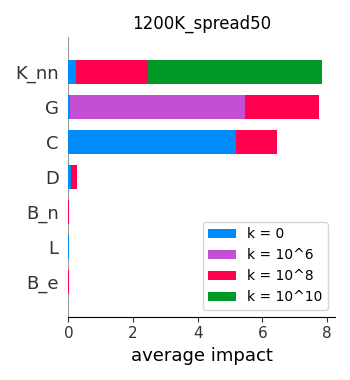 1200K_spread50
K_nn
G
C
D
B_n
L
B_e
k = 0
k = 10^6
k = 10^8
k = 10^10
0 2 4 6 8
average impact